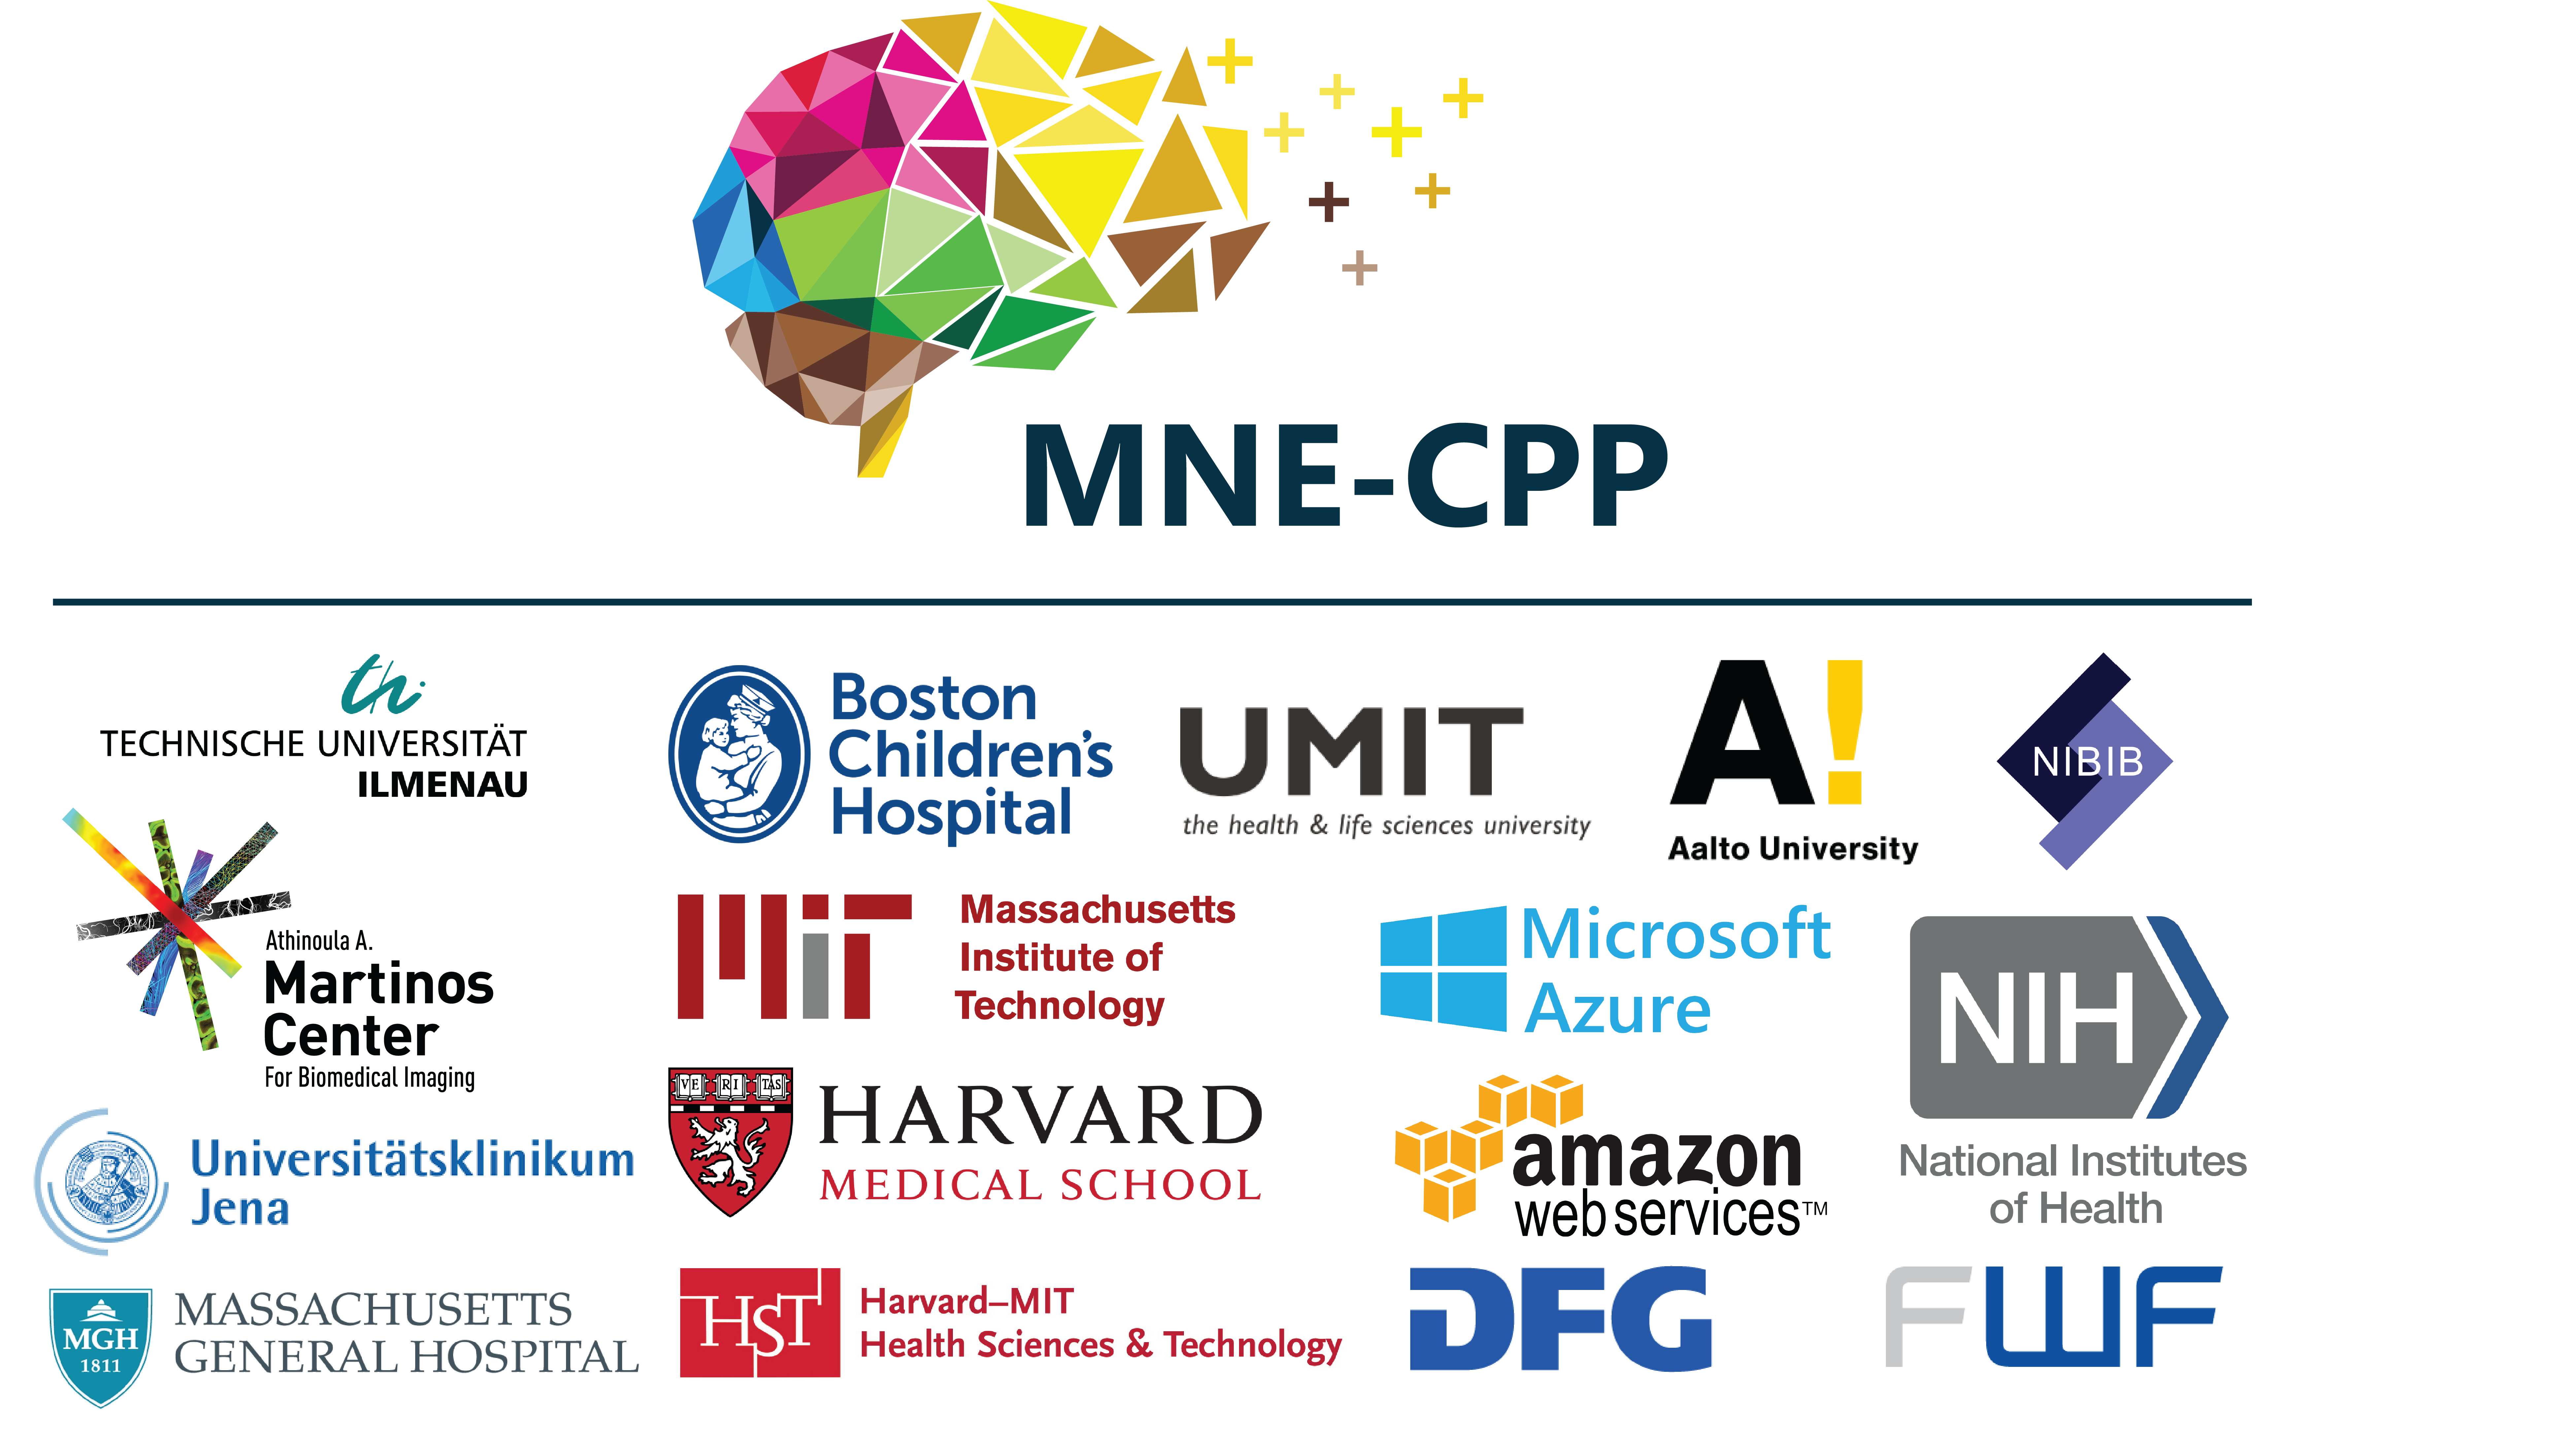 MNE-CPP
th
TECHNISCHE UNIVERSITÄT
ILMENAU
Boston
Children's
Hospital
UMIT
the health & life sciences university
A!
Aalto University
NIBIB
Athinoula A.
Martinos
Center
For Biomedical Imaging
MiT
Massachusetts
Institute of
Technology
Microsoft
Azure
NIH
National Institutes
of Health
Universitätsklinikum
Jena
VE RI TAS
HARVARD
MEDICAL SCHOOL
amazon
web services™
MGH
1811
MASSACHUSETTS
GENERAL HOSPITAL
HST
Harvard–MIT
Health Sciences & Technology
DFG
FWF